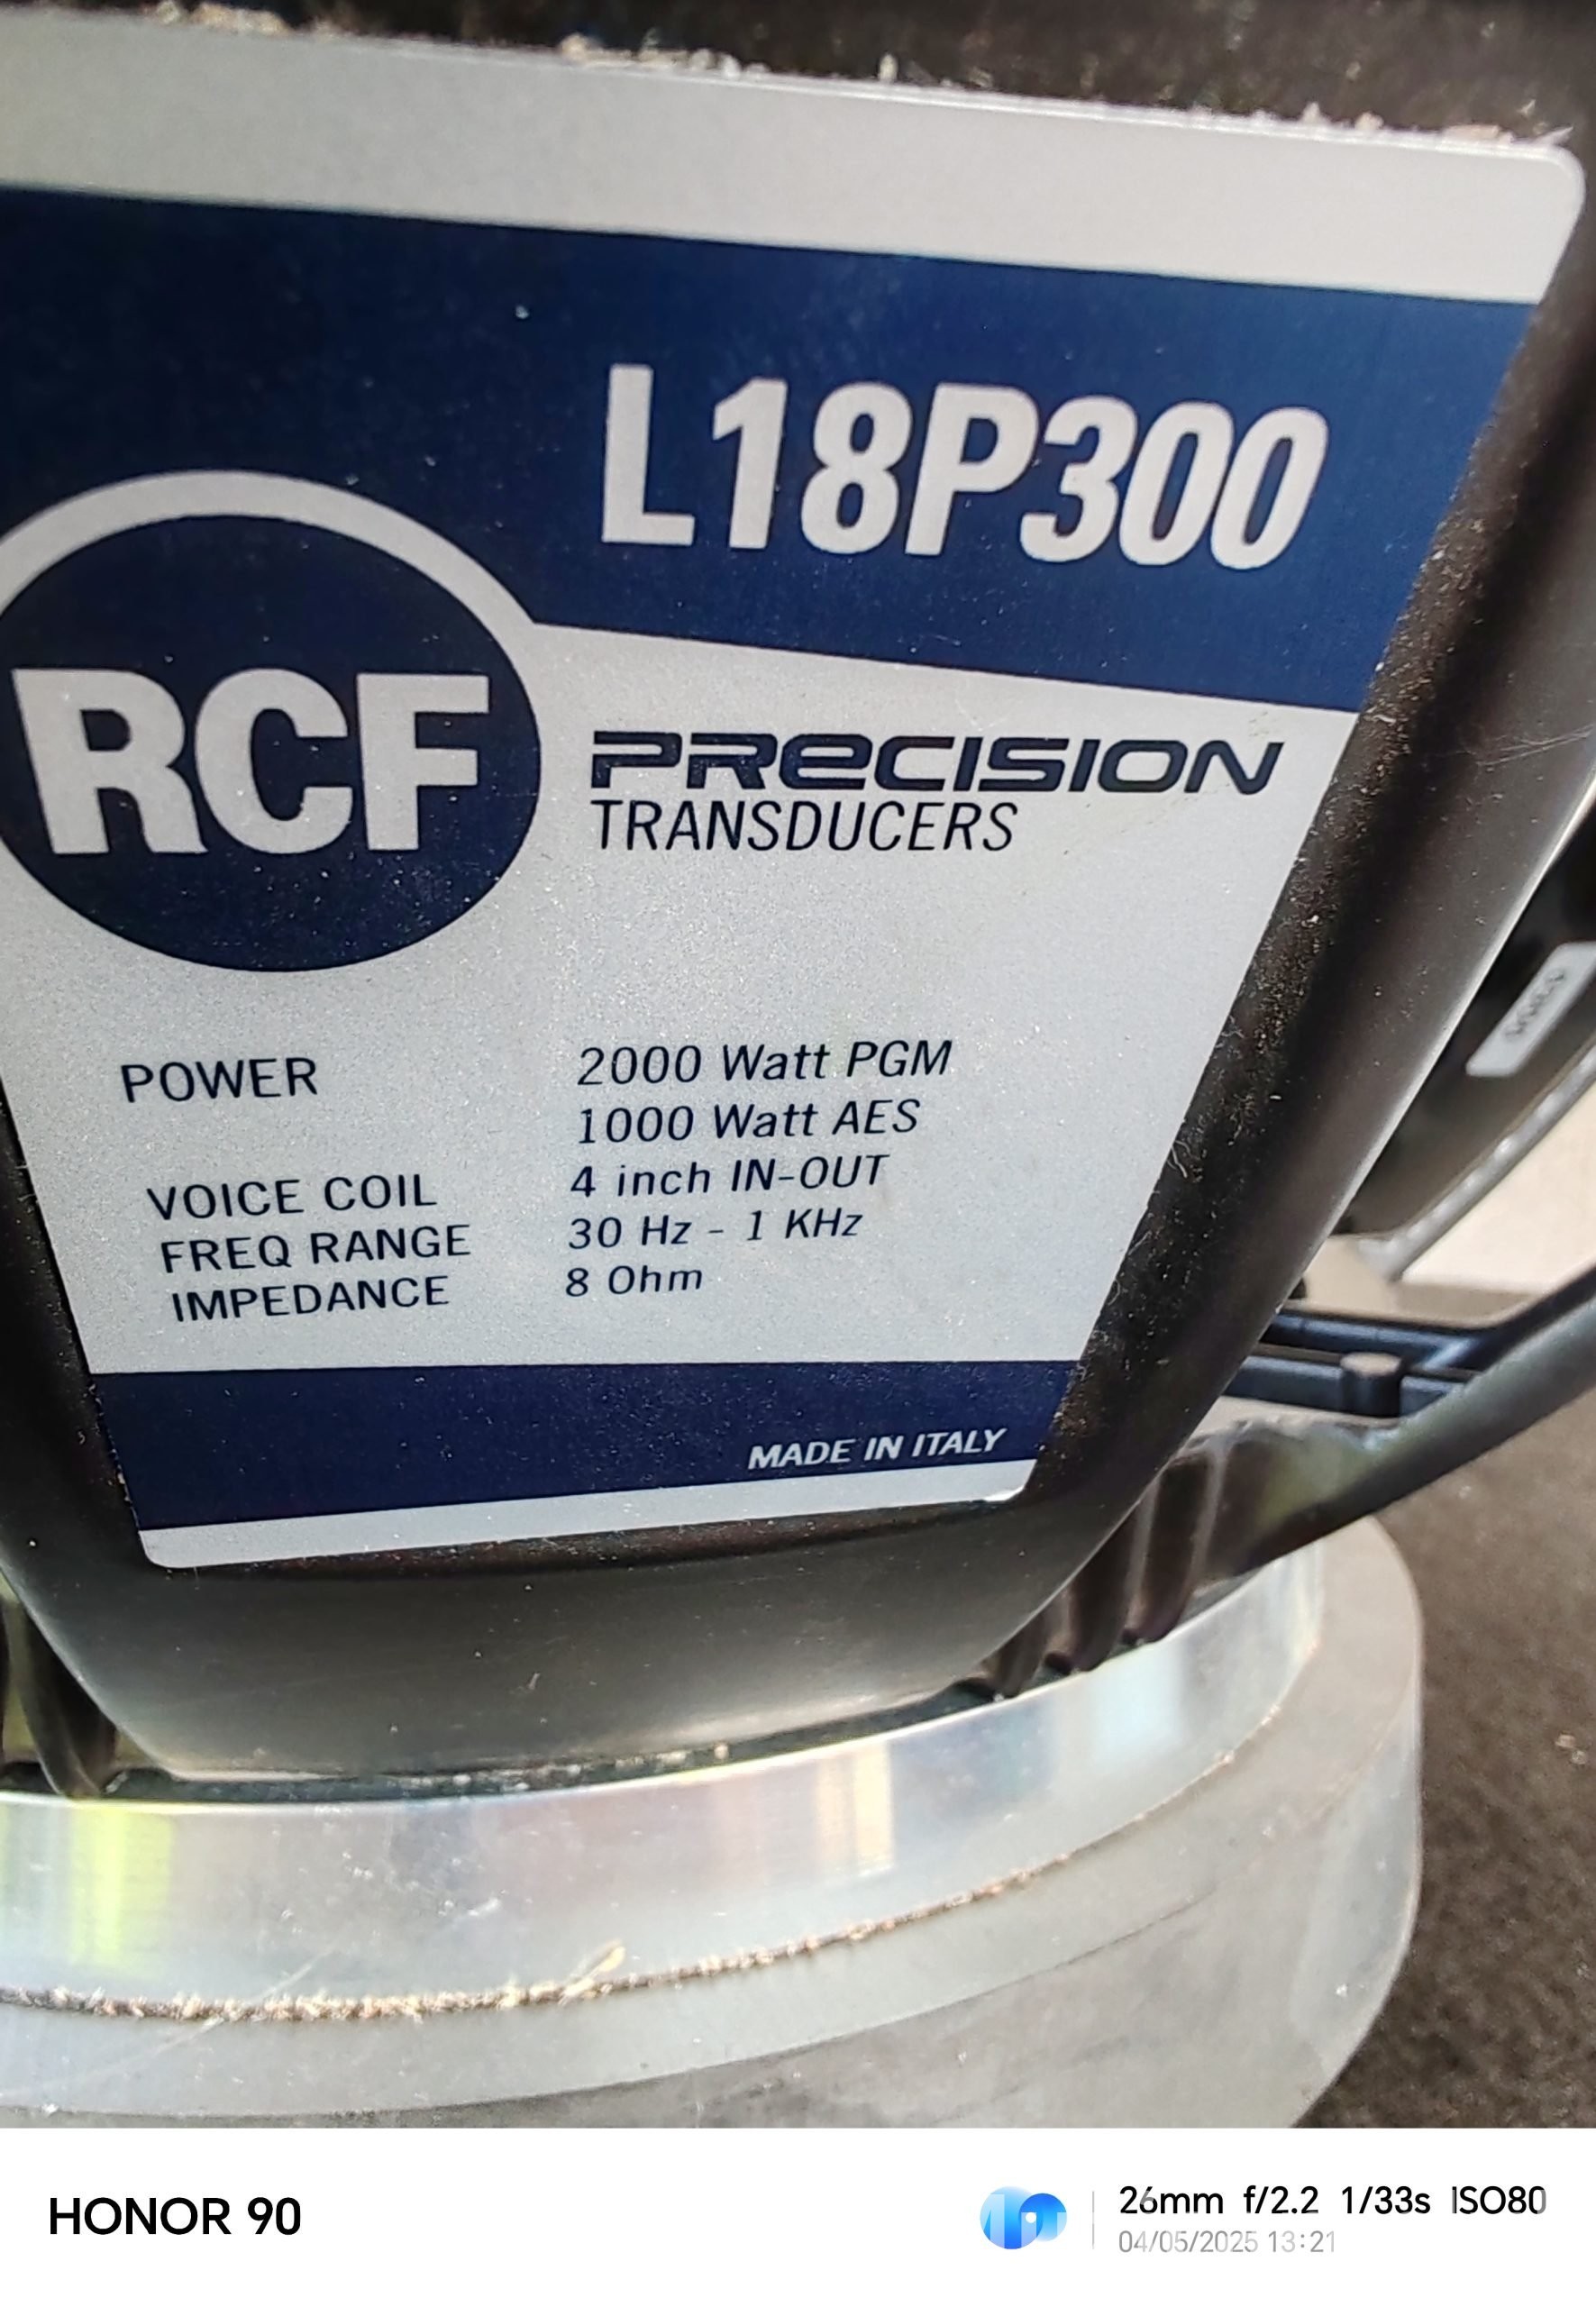 L18P300
RCF
PRECISION
TRANSDUCERS
POWER 2000 Watt PGM
1000 Watt AES
VOICE COIL 4 inch IN-OUT
FREQ RANGE 30 Hz - 1 KHz
IMPEDANCE 8 Ohm
MADE IN ITALY
HONOR 90
26mm f/2.2 1/33s ISO80
04/05/2025 13:21